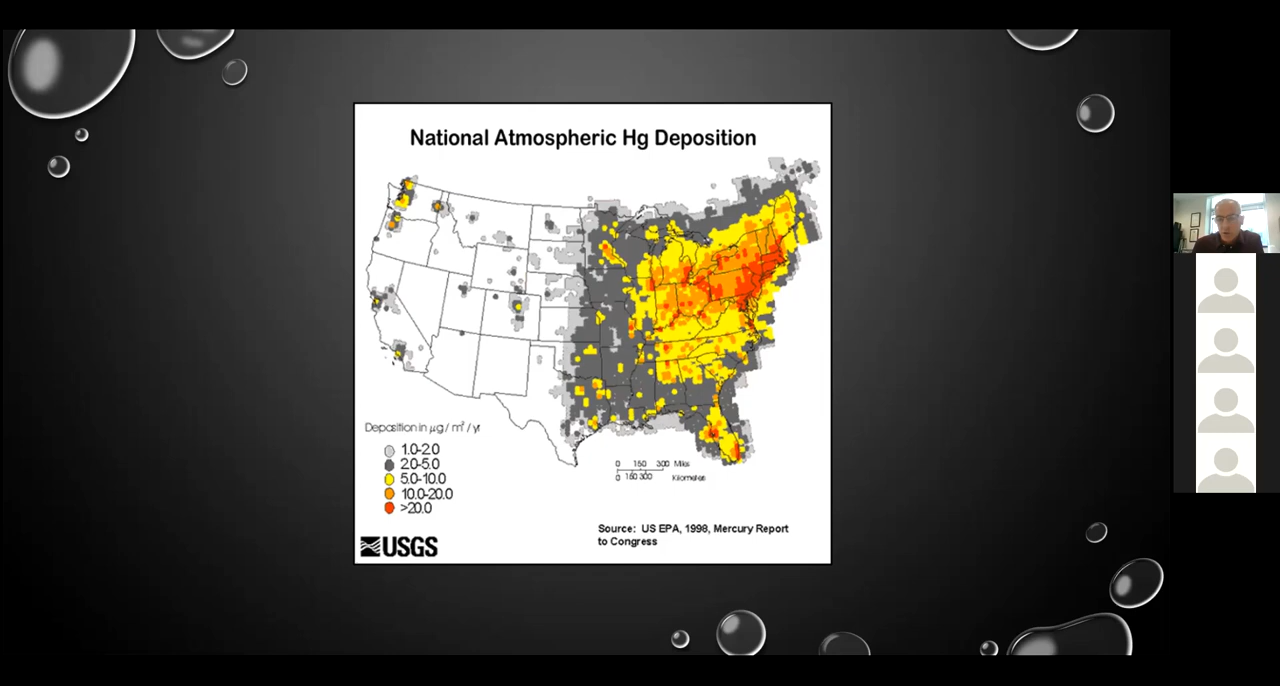 National Atmospheric Hg Deposition
Deposition in μg / m² / yr
1.0-2.0
2.0-5.0
5.0-10.0
10.0-20.0
>20.0
0 150 300 Miles
0 150 300 Kilometers
Source: US EPA, 1998, Mercury Report
to Congress
USGS